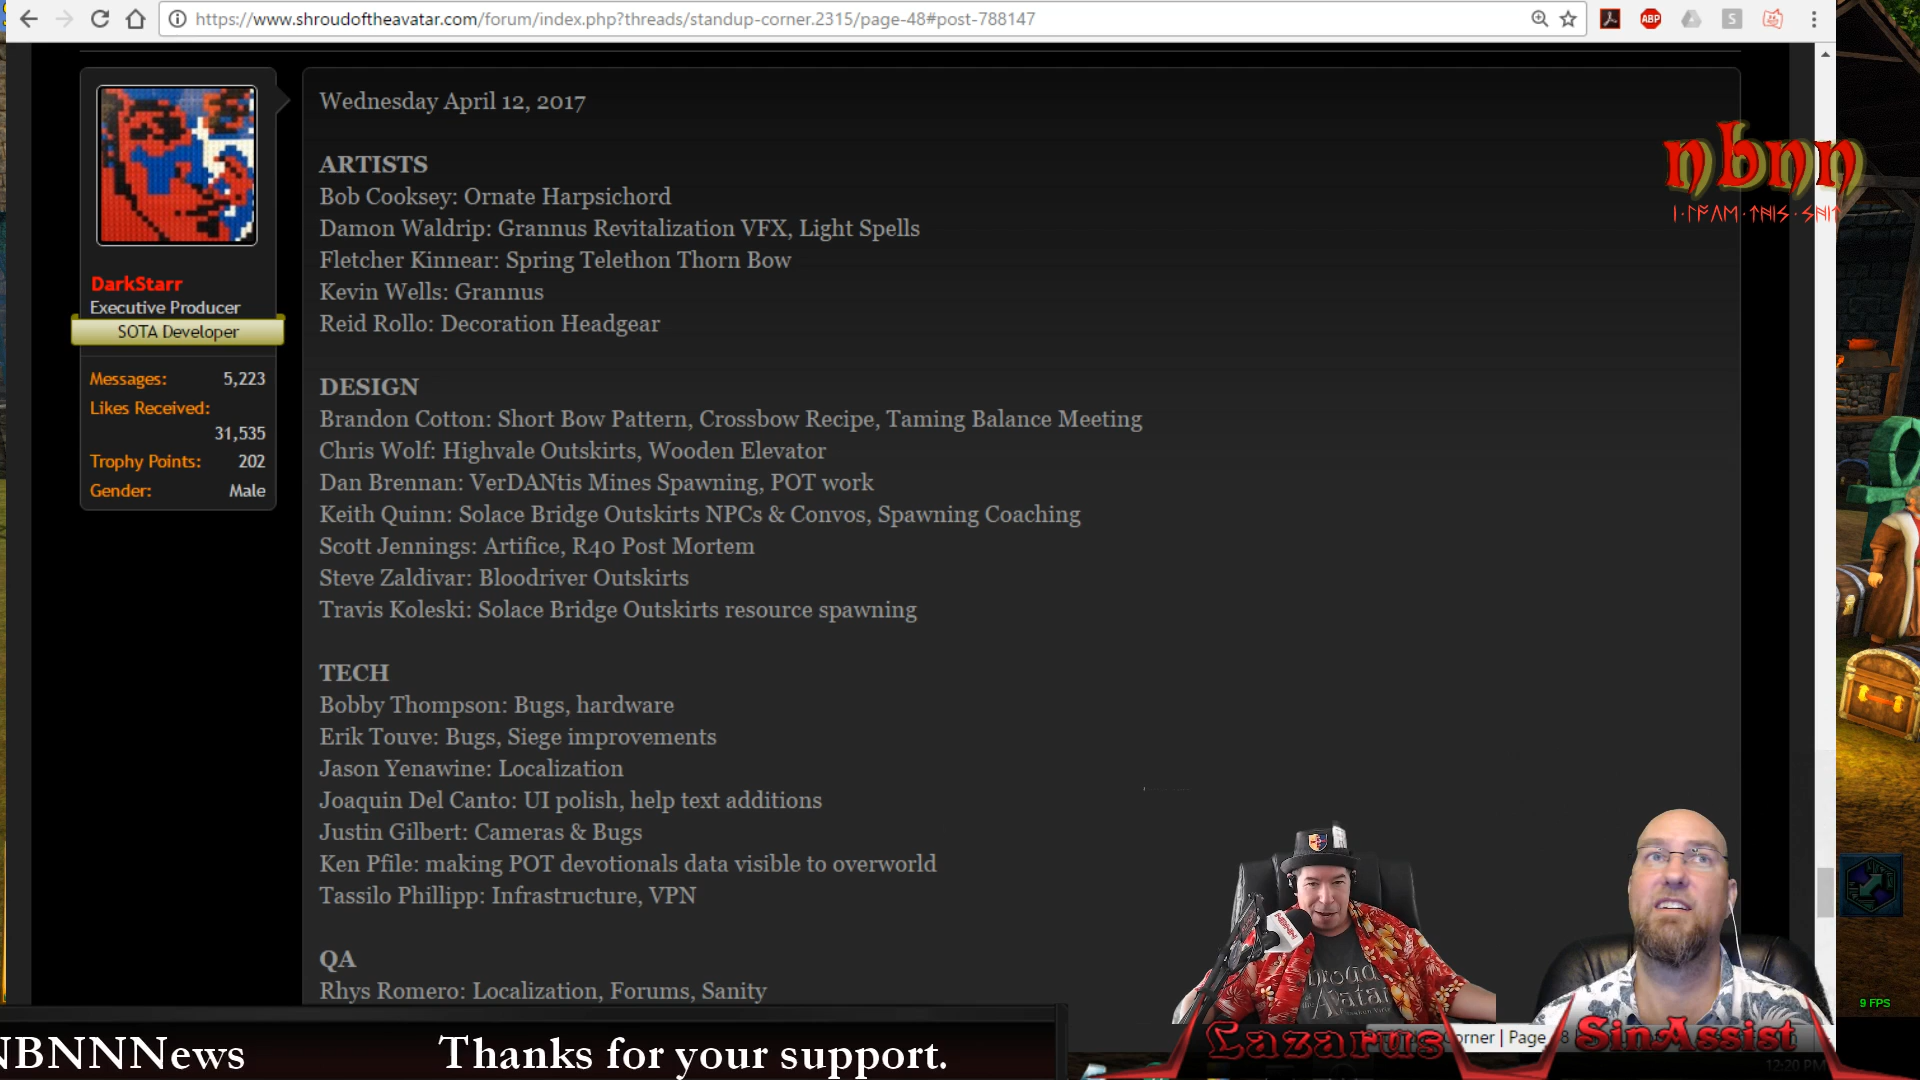 https://www.shroudoftheavatar.com/forum/index.php?threads/standup-corner.2315/page-48#post-788147
ABP
S
Wednesday April 12, 2017
ARTISTS
Bob Cooksey: Ornate Harpsichord
Damon Waldrip: Grannus Revitalization VFX, Light Spells
Fletcher Kinnear: Spring Telethon Thorn Bow
Kevin Wells: Grannus
Reid Rollo: Decoration Headgear
DarkStarr
Executive Producer
SOTA Developer
Messages: 5,223
Likes Received:
31,535
Trophy Points: 202
Gender: Male
DESIGN
Brandon Cotton: Short Bow Pattern, Crossbow Recipe, Taming Balance Meeting
Chris Wolf: Highvale Outskirts, Wooden Elevator
Dan Brennan: VerDANtis Mines Spawning, POT work
Keith Quinn: Solace Bridge Outskirts NPCs & Convos, Spawning Coaching
Scott Jennings: Artifice, R40 Post Mortem
Steve Zaldivar: Bloodriver Outskirts
Travis Koleski: Solace Bridge Outskirts resource spawning
TECH
Bobby Thompson: Bugs, hardware
Erik Touve: Bugs, Siege improvements
Jason Yenawine: Localization
Joaquin Del Canto: UI polish, help text additions
Justin Gilbert: Cameras & Bugs
Ken Pfile: making POT devotionals data visible to overworld
Tassilo Phillipp: Infrastructure, VPN
QA
Rhys Romero: Localization, Forums, Sanity
nbnn
9 FPS
NBNNNews
Thanks for your support.
Lazarus
orner | Page
SinAssist
12:20 PM